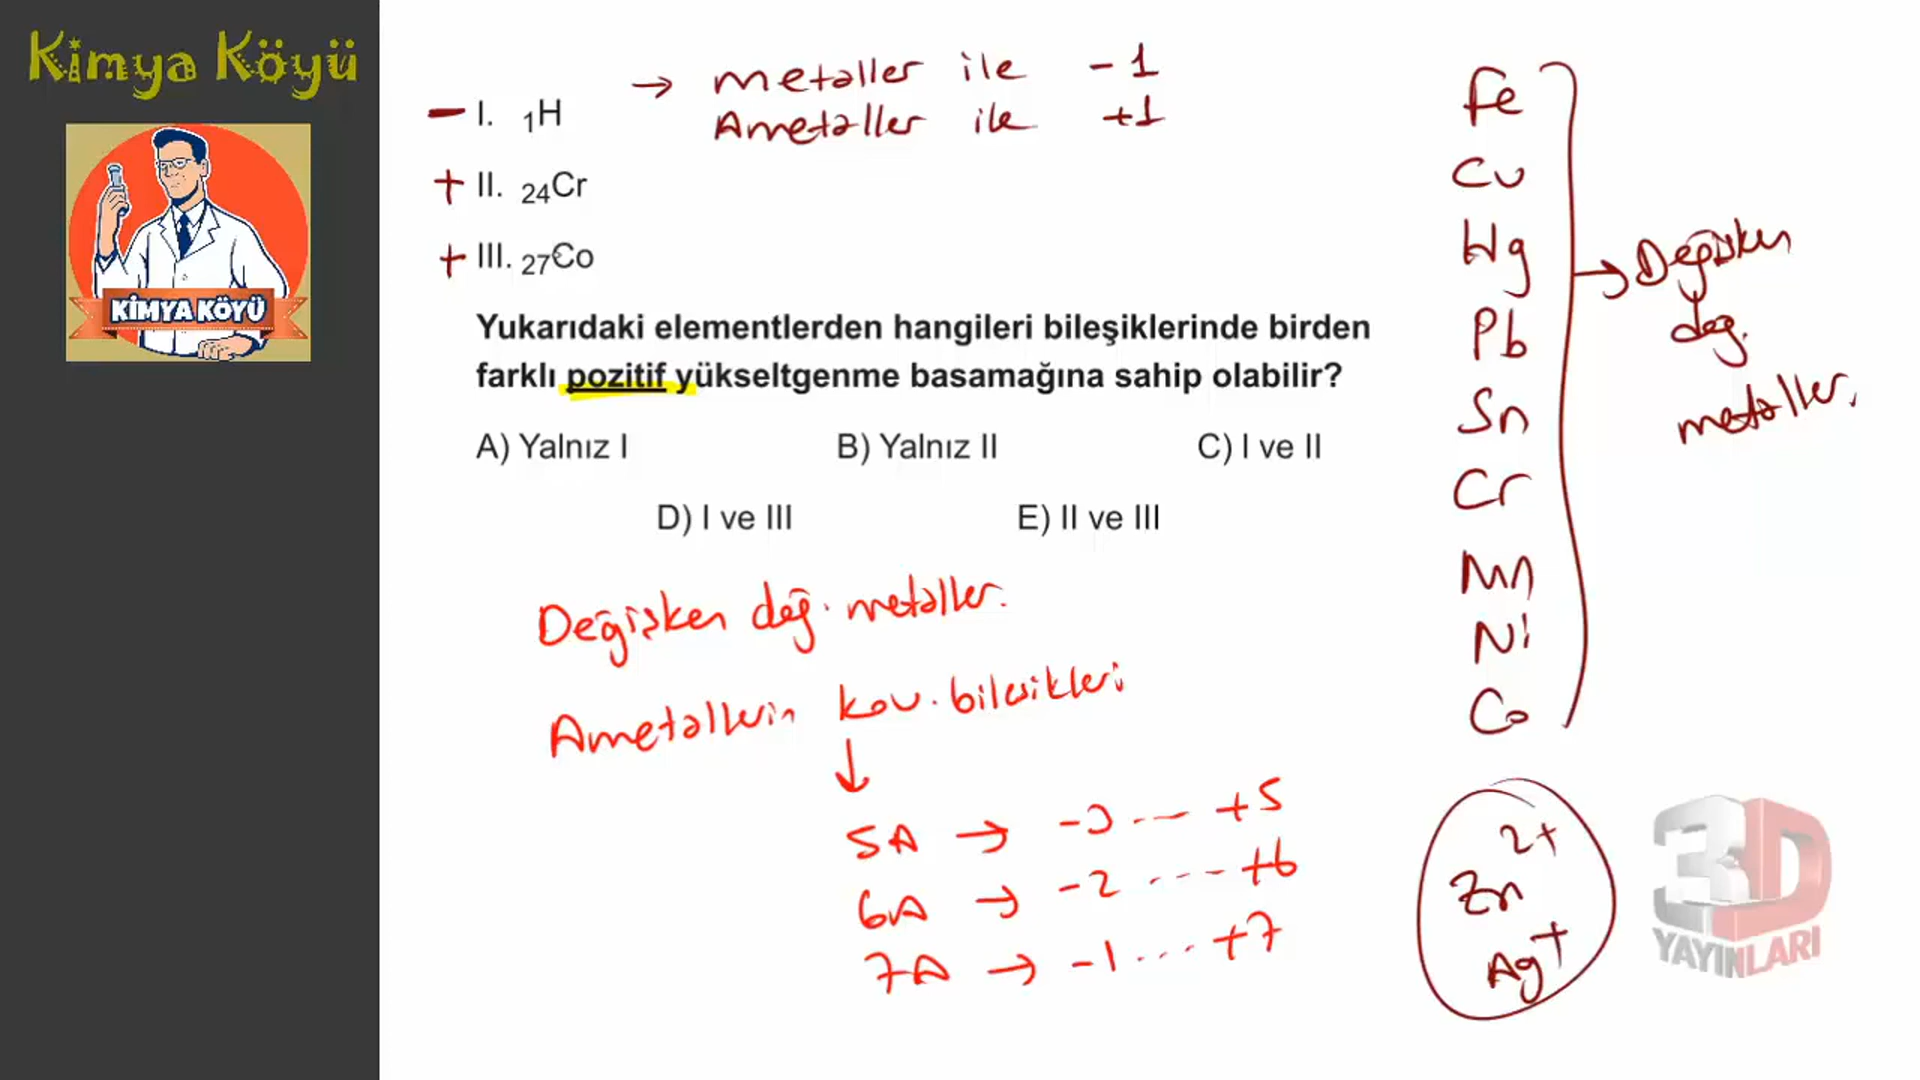 Kimya Köyü
KİMYA KÖYÜ
→ metaller ile -1
Ametaller ile +1
- I. ₁H
+ II. ₂₄Cr
+ III. ₂₇Co
Yukarıdaki elementlerden hangileri bileşiklerinde birden
farklı pozitif yükseltgenme basamağına sahip olabilir?
A) Yalnız I B) Yalnız II C) I ve II
D) I ve III E) II ve III
Değişken değ. metaller.
Ametallerin kov. bileşikleri
↓
5A → -3 ... +5
6A → -2 ... +6
7A → -1 ... +7
Fe
Cu
Hg
Pb
Sn
Cr
Mn
Ni
Co
→ Değişken
değ.
metaller.
Zn²⁺
Ag⁺
3D
YAYINLARI